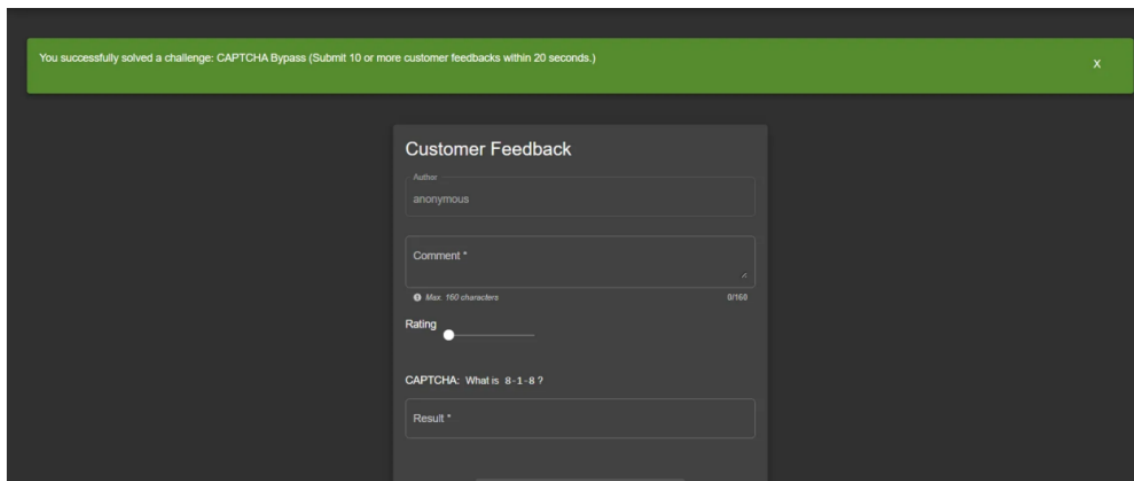 You successfully solved a challenge: CAPTCHA Bypass (Submit 10 or more customer feedbacks within 20 seconds.)
X
Customer Feedback
Author
anonymous
Comment *
Max. 160 characters
0/160
Rating
CAPTCHA: What is 8-1-8 ?
Result *